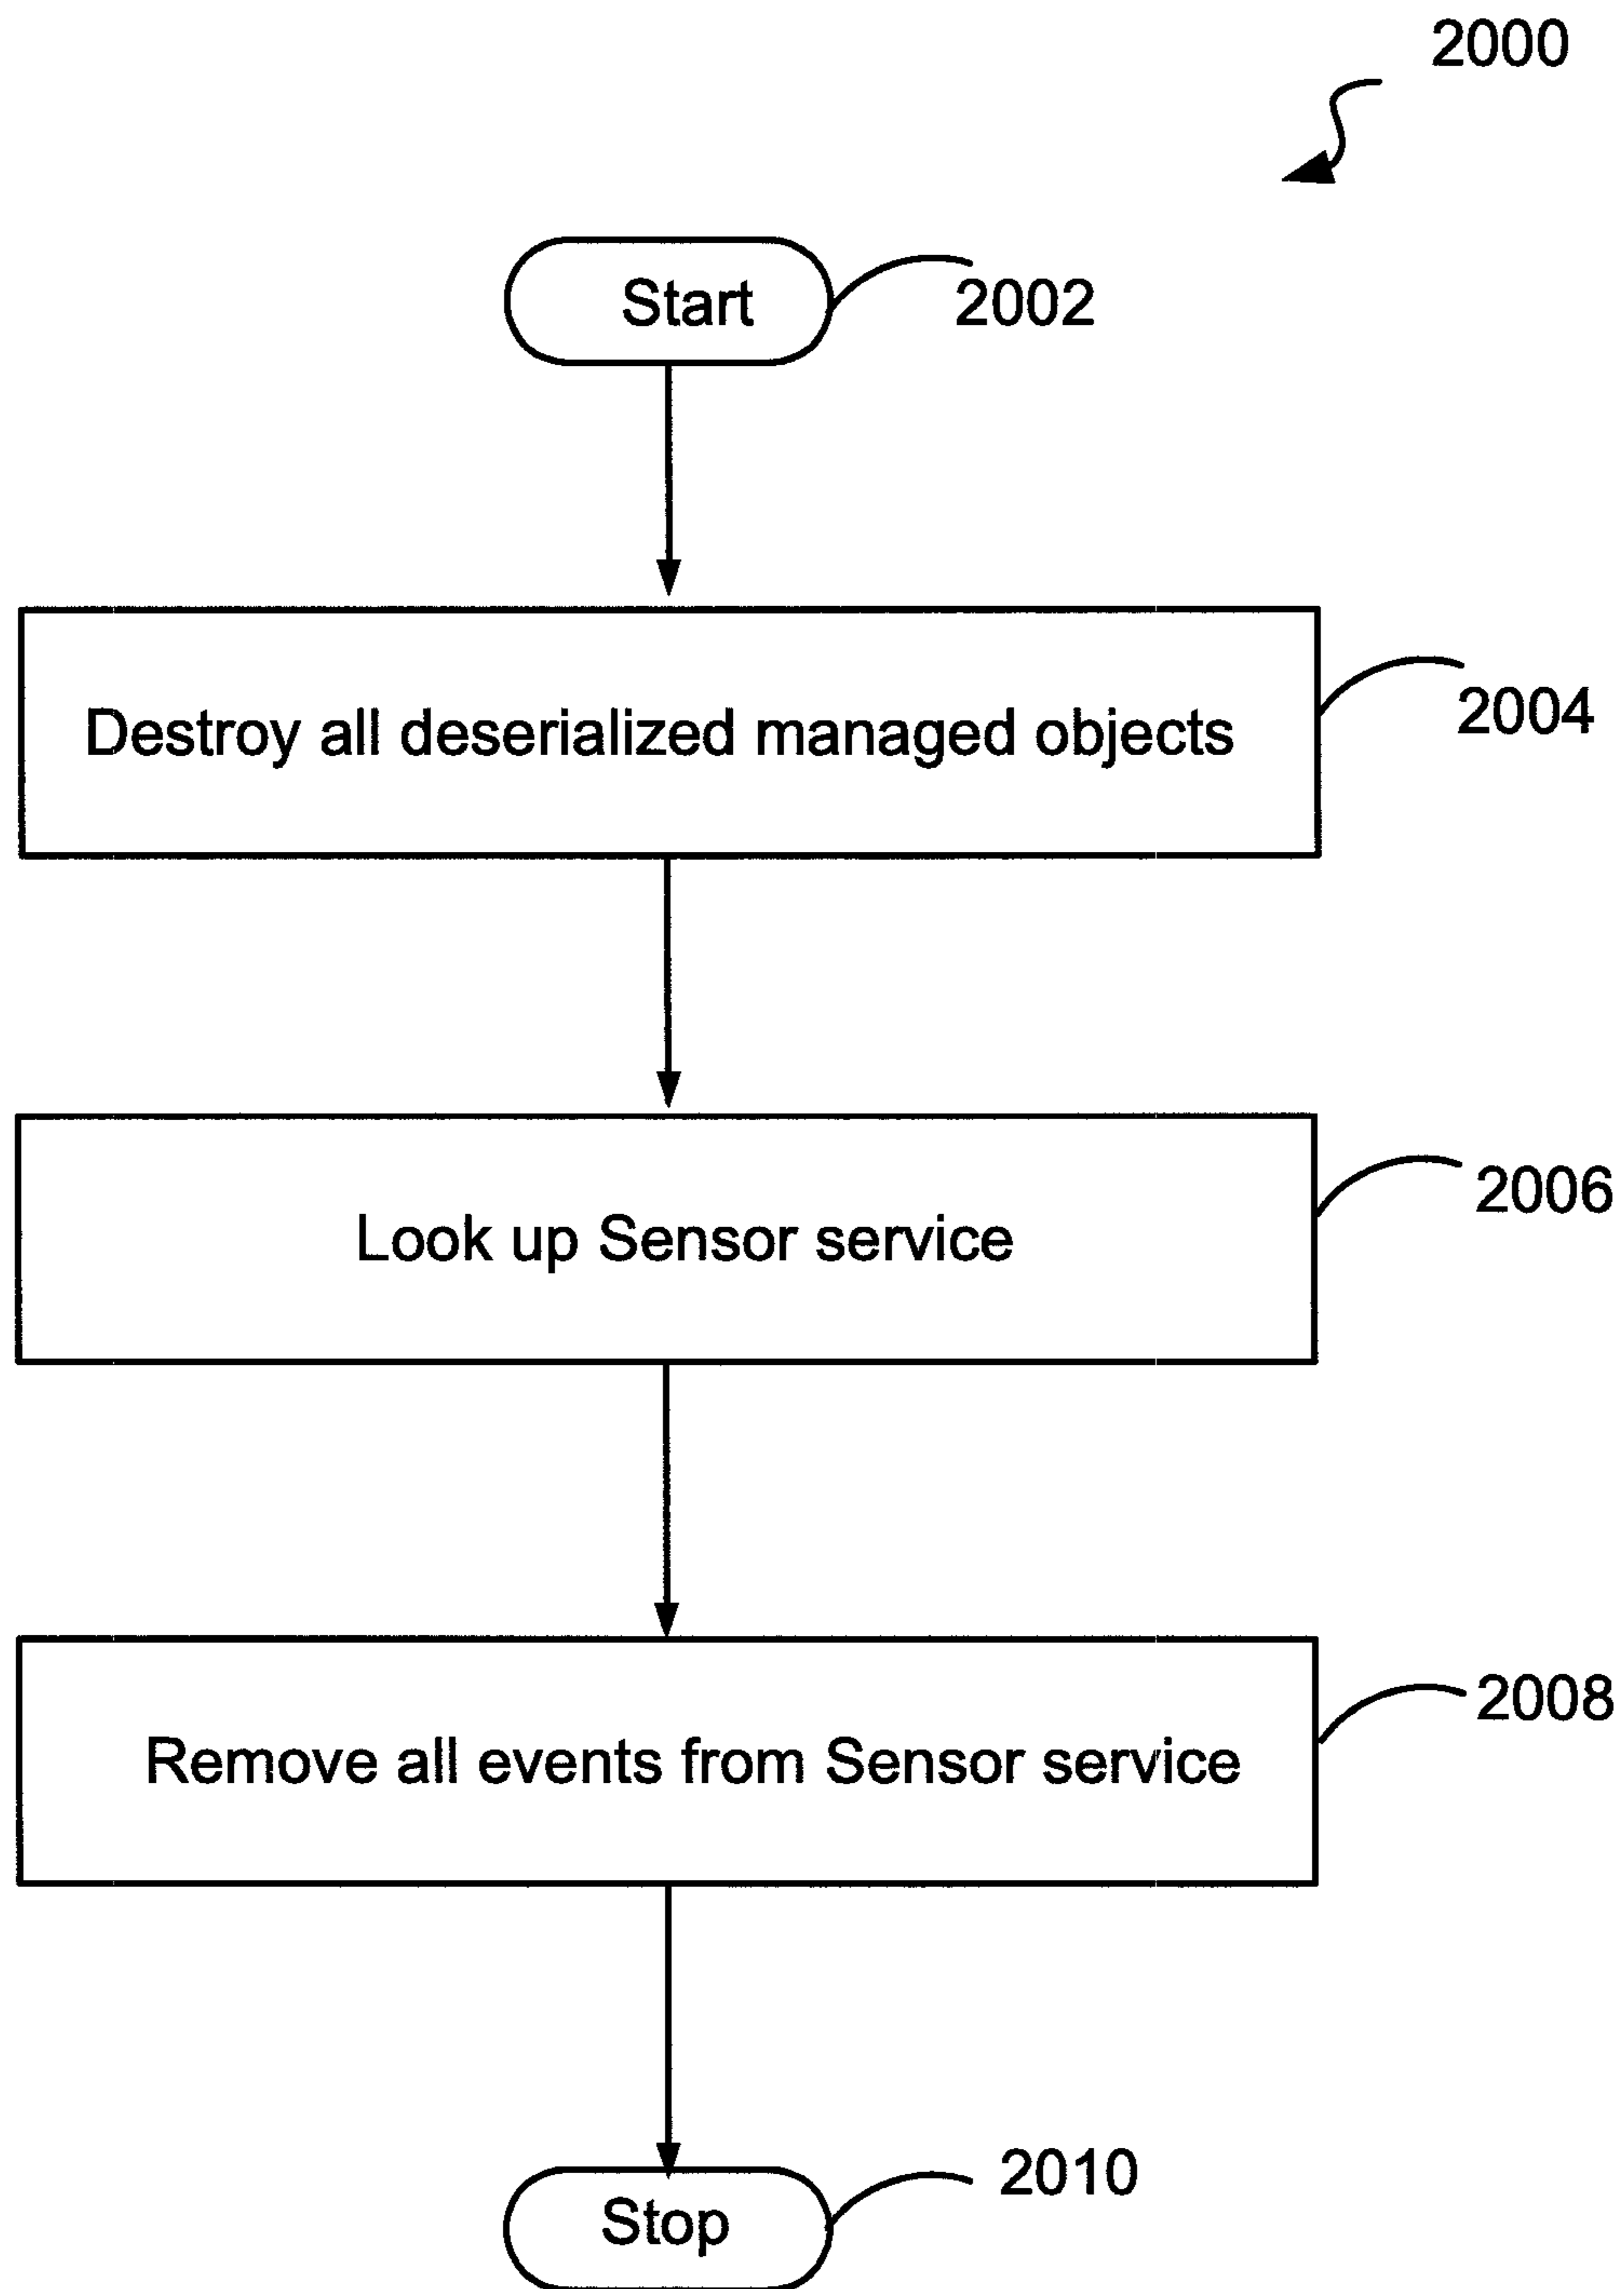 2000
Start
2002
Destroy all deserialized managed objects
2004
Look up Sensor service
2006
Remove all events from Sensor service
2008
Stop
2010